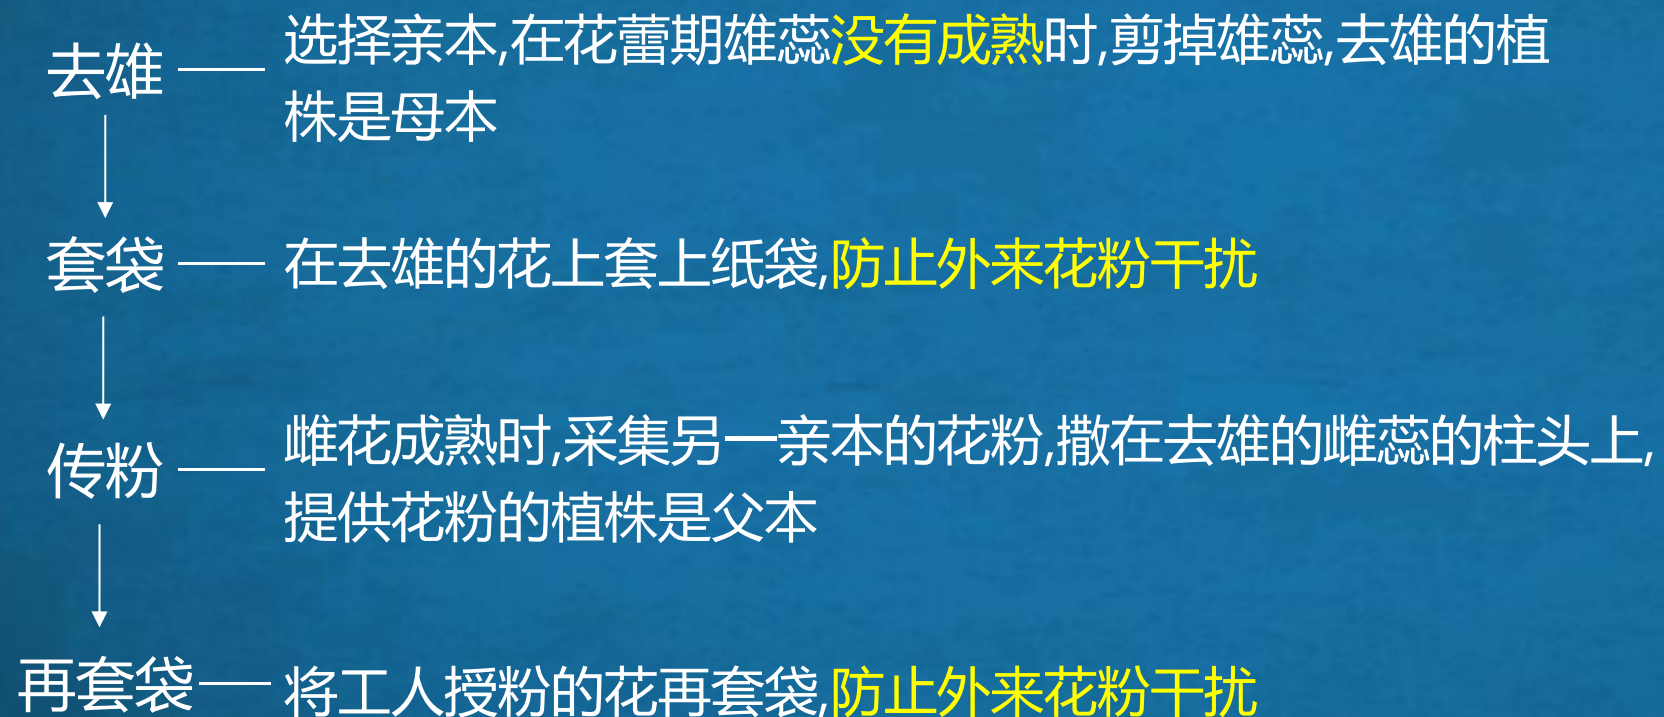 去雄
选择亲本,在花蕾期雄蕊没有成熟时,剪掉雄蕊,去雄的植
株是母本
套袋
在去雄的花上套上纸袋,防止外来花粉干扰
传粉
雌花成熟时,采集另一亲本的花粉,撒在去雄的雌蕊的柱头上,
提供花粉的植株是父本
再套袋
将工人授粉的花再套袋,防止外来花粉干扰